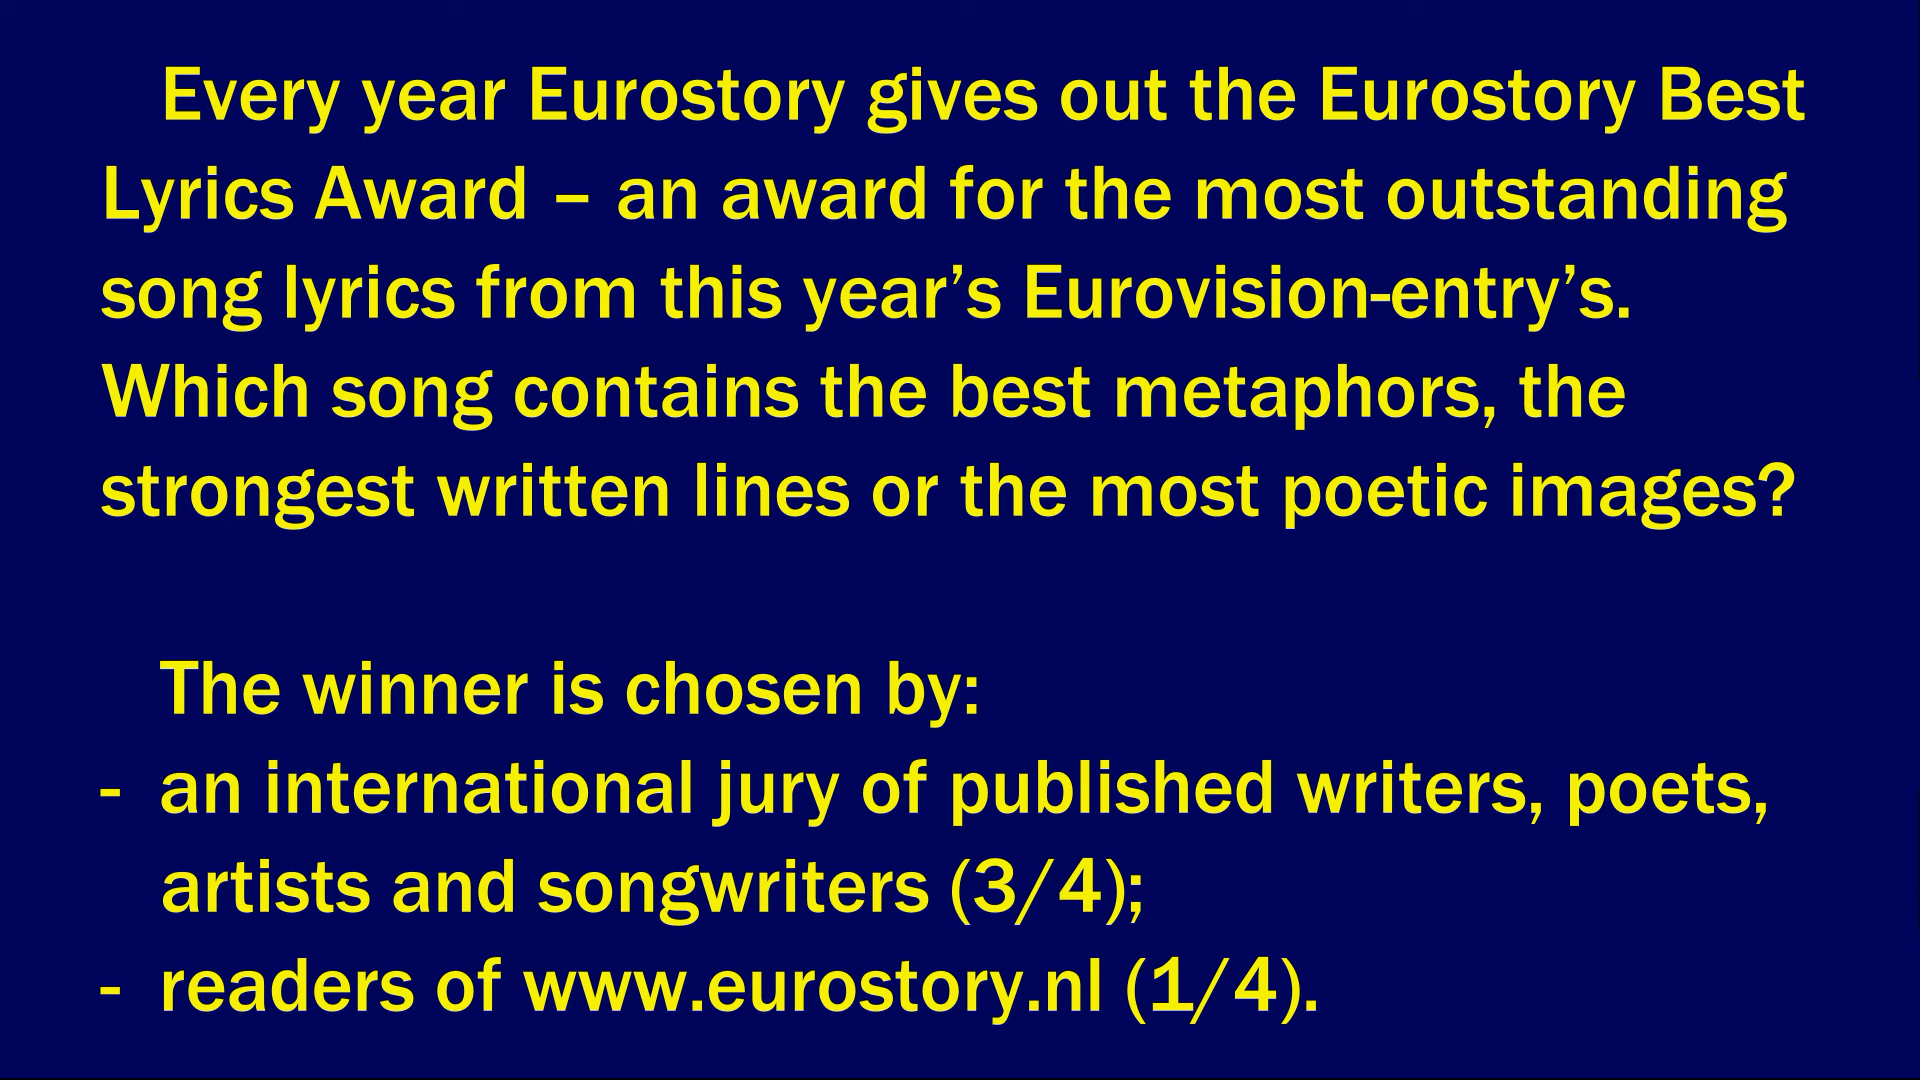 Every year Eurostory gives out the Eurostory Best
Lyrics Award – an award for the most outstanding
song lyrics from this year’s Eurovision-entry’s.
Which song contains the best metaphors, the
strongest written lines or the most poetic images?
The winner is chosen by:
- an international jury of published writers, poets,
artists and songwriters (3/4);
- readers of www.eurostory.nl (1/4).